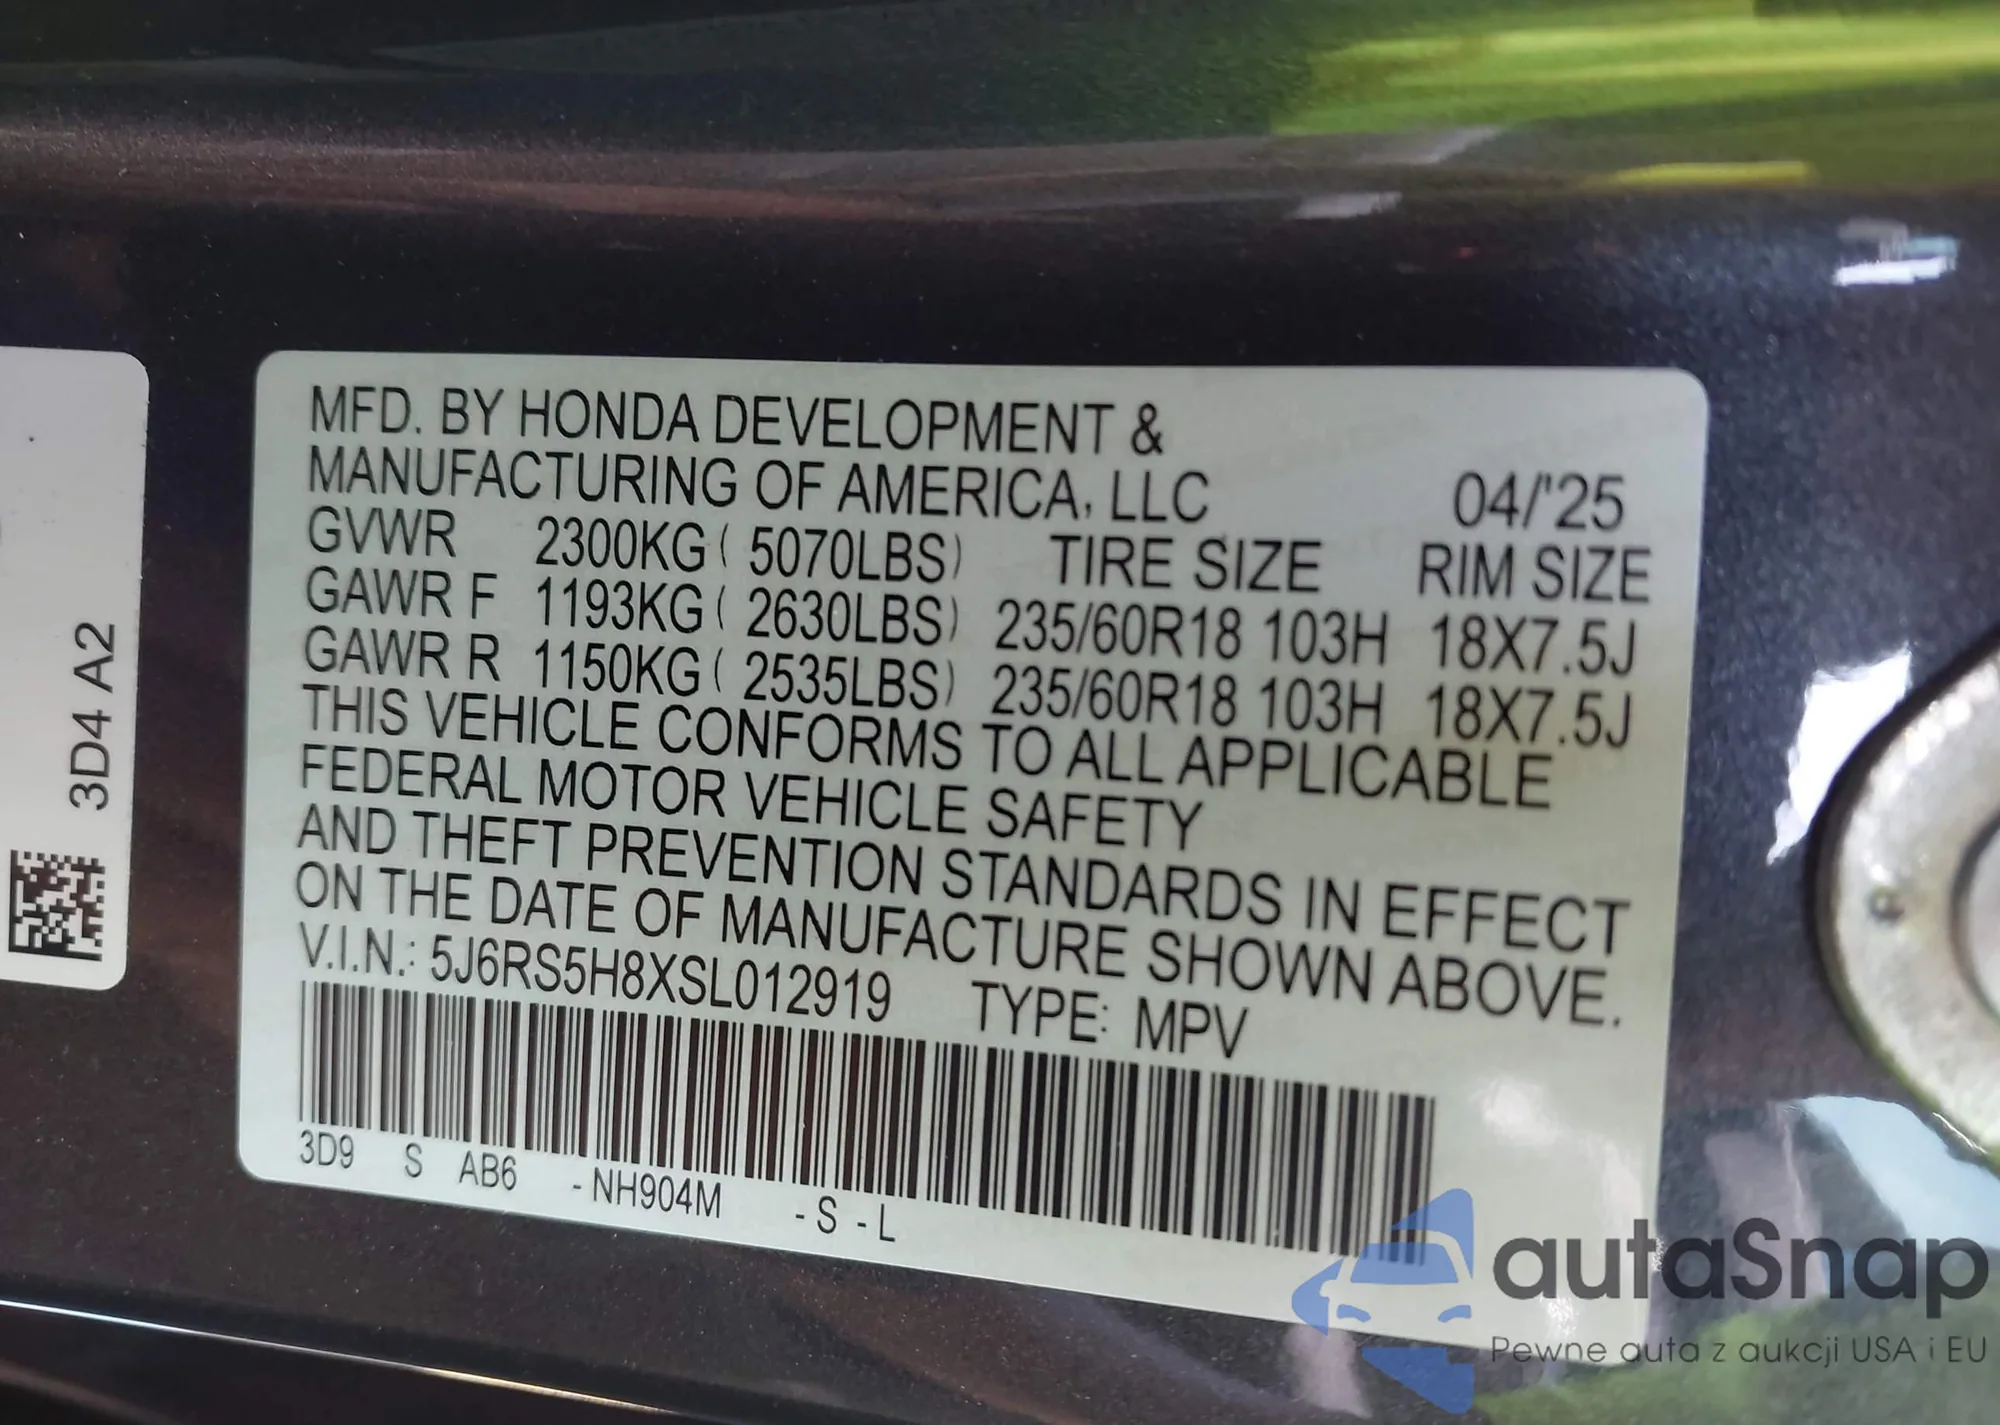 MFD. BY HONDA DEVELOPMENT &
MANUFACTURING OF AMERICA, LLC 04/'25
GVWR 2300KG ( 5070LBS) TIRE SIZE RIM SIZE
GAWR F 1193KG ( 2630LBS) 235/60R18 103H 18X7.5J
GAWR R 1150KG ( 2535LBS) 235/60R18 103H 18X7.5J
THIS VEHICLE CONFORMS TO ALL APPLICABLE
FEDERAL MOTOR VEHICLE SAFETY
AND THEFT PREVENTION STANDARDS IN EFFECT
ON THE DATE OF MANUFACTURE SHOWN ABOVE.
V.I.N.: 5J6RS5H8XSL012919 TYPE: MPV
3D9 S AB6 - NH904M - S - L
3D4 A2
autaSnap
Pewne auta z aukcji USA i EU